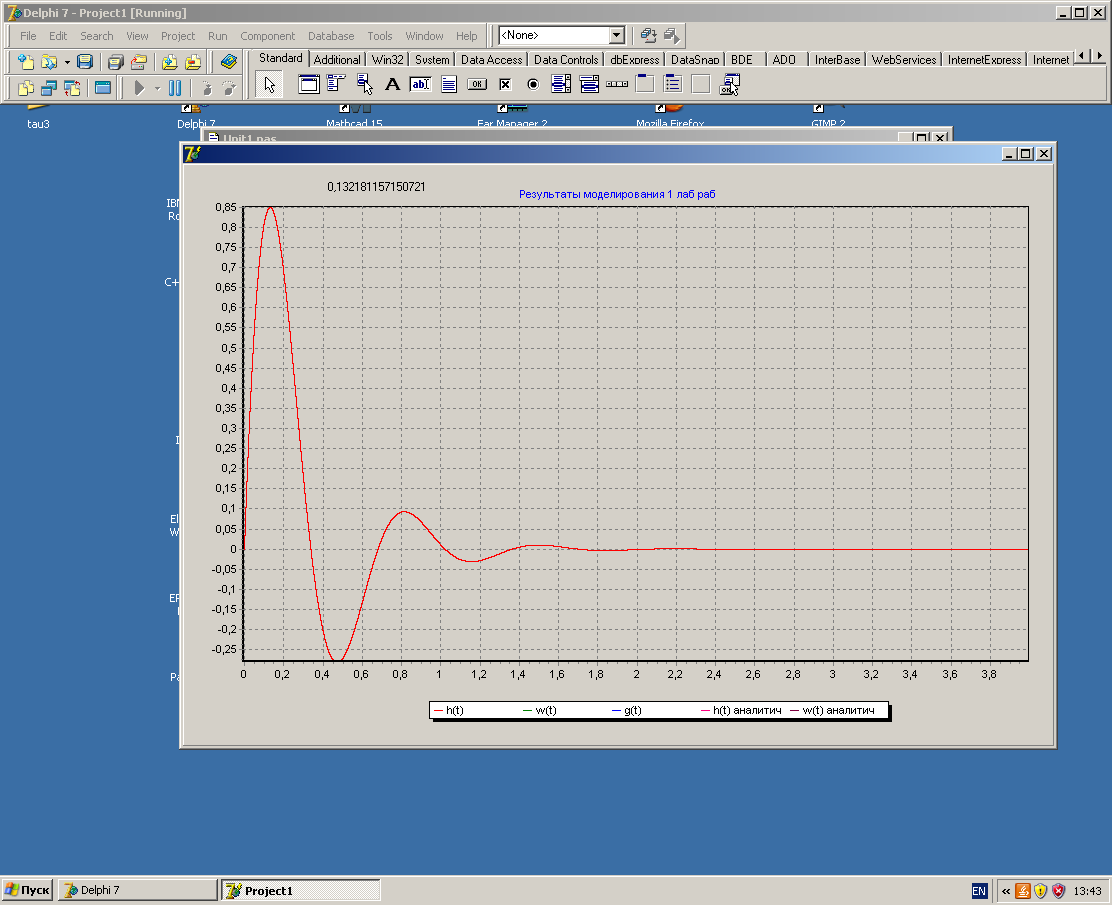 Delphi 7 - Project1 [Running]
File Edit Search View Project Run Component Database Tools Window Help <None>
Standard Additional Win32 System Data Access Data Controls dbExpress DataSnap BDE ADO InterBase WebServices InternetExpress Internet
A ab OK
tau3 Delphi 7 Mathcad 15 Ear Manager 2 Mozilla Firefox GIMP 2
Unit1.pas
0,132181157150721
Результаты моделирования 1 лаб раб
0,85
0,8
0,75
0,7
0,65
0,6
0,55
0,5
0,45
0,4
0,35
0,3
0,25
0,2
0,15
0,1
0,05
0
-0,05
-0,1
-0,15
-0,2
-0,25
0 0,2 0,4 0,6 0,8 1 1,2 1,4 1,6 1,8 2 2,2 2,4 2,6 2,8 3 3,2 3,4 3,6 3,8
h(t) w(t) g(t) h(t) аналитич w(t) аналитич
Пуск Delphi 7 Project1 EN « 13:43